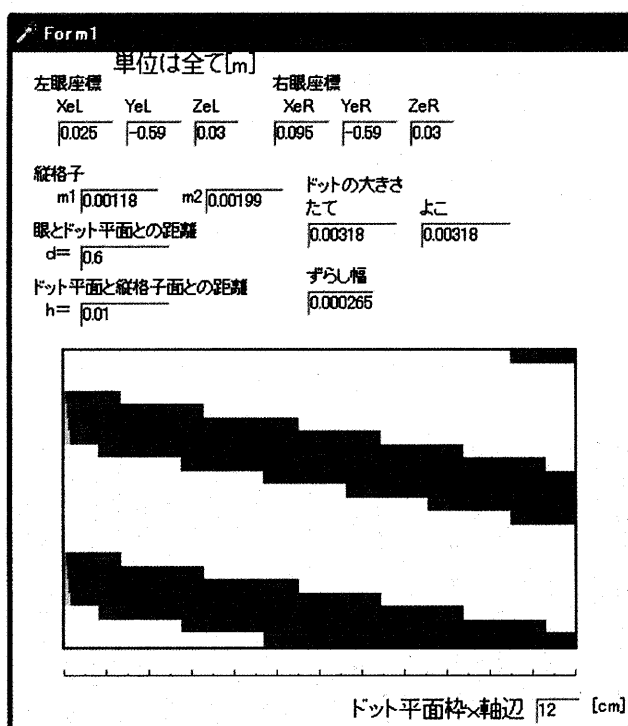 Form1
単位は全て[m]
左眼座標 右眼座標
XeL YeL ZeL XeR YeR ZeR
0.025 -0.59 0.03 0.095 -0.59 0.03
縦格子
m1 0.00118 m2 0.00199
ドットの大きさ
たて よこ
0.00318 0.00318
眼とドット平面との距離
d= 0.6
ずらし幅
0.000265
ドット平面と縦格子面との距離
h= 0.01
ドット平面枠x軸辺 12 [cm]